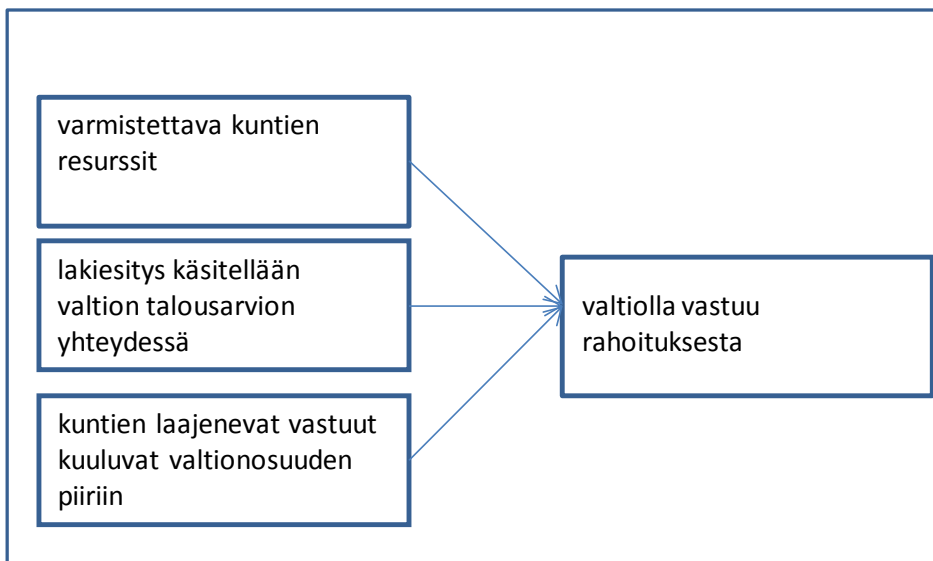 varmistettava kuntien
resurssit
lakiesitys käsitellään
valtion talousarvion
yhteydessä
kuntien laajenevat vastuut
kuuluvat valtionosuuden
piiriin
valtiolla vastuu
rahoituksesta